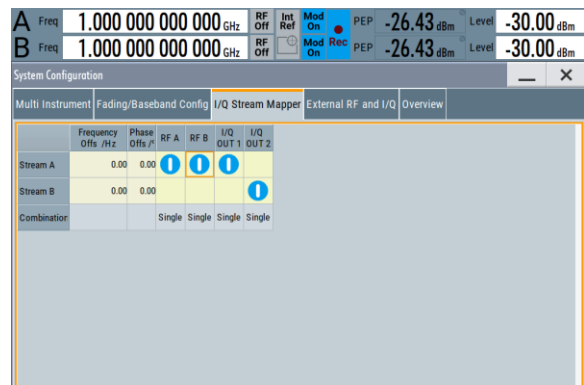 A Freq 1.000 000 000 000 GHz RF Off Int Ref Mod On PEP -26.43 dBm Level -30.00 dBm
B Freq 1.000 000 000 000 GHz RF Off Mod On Rec PEP -26.43 dBm Level -30.00 dBm
System Configuration
Multi Instrument Fading/Baseband Config I/Q Stream Mapper External RF and I/Q Overview
Frequency Offs /Hz Phase Offs /° RF A RF B I/Q OUT 1 I/Q OUT 2
Stream A 0.00 0.00
Stream B 0.00 0.00
Combination Single Single Single Single